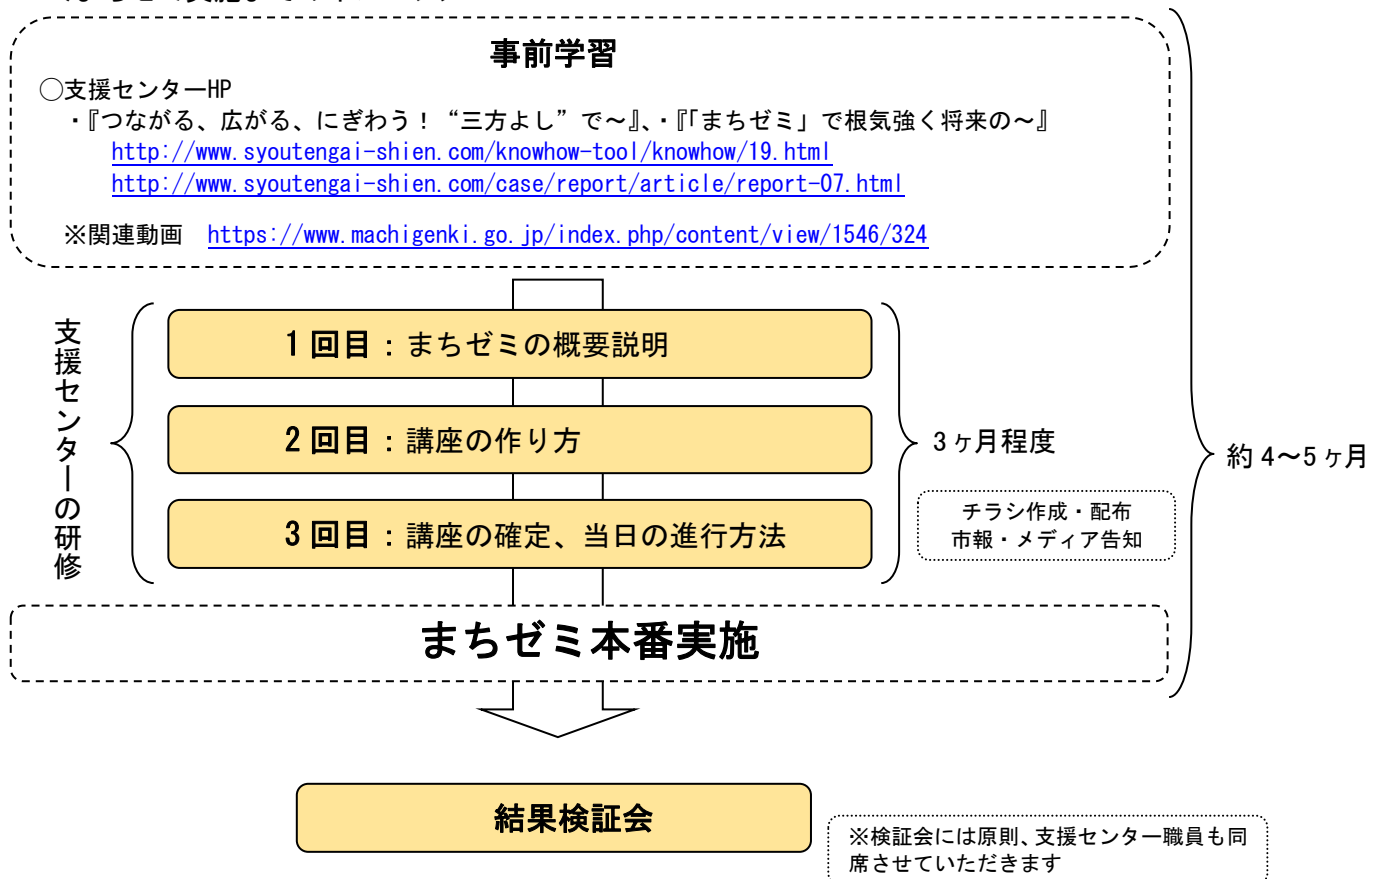 事前学習
○支援センターHP
・『つながる、広がる、にぎわう！“三方よし”で～』、・『「まちゼミ」で根気強く将来の～』
http://www.syoutengai-shien.com/knowhow-tool/knowhow/19.html
http://www.syoutengai-shien.com/case/report/article/report-07.html
※関連動画 https://www.machigenki.go.jp/index.php/content/view/1546/324
支援センターの研修
1回目：まちゼミの概要説明
2回目：講座の作り方
3回目：講座の確定、当日の進行方法
3ヶ月程度
チラシ作成・配布
市報・メディア告知
約4～5ヶ月
まちゼミ本番実施
結果検証会
※検証会には原則、支援センター職員も同
席させていただきます